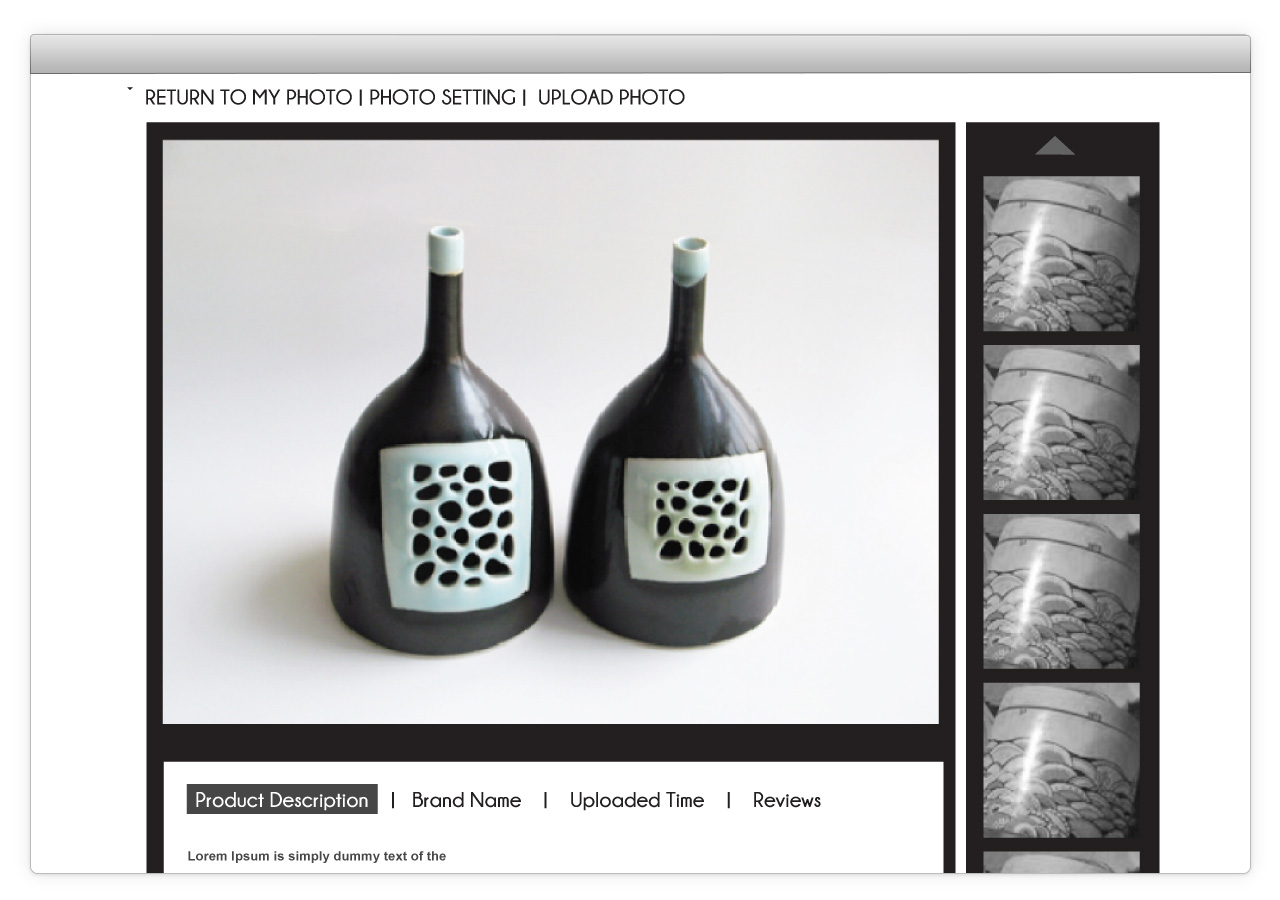 RETURN TO MY PHOTO | PHOTO SETTING | UPLOAD PHOTO
Product Description | Brand Name | Uploaded Time | Reviews
Lorem Ipsum is simply dummy text of the